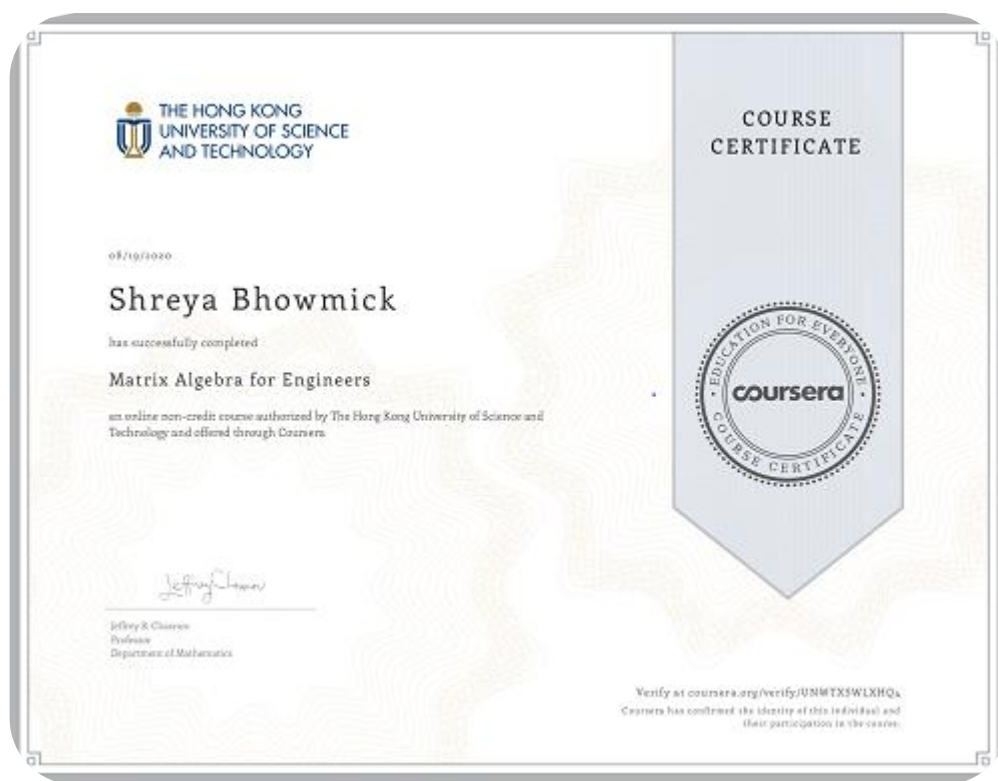 THE HONG KONG
UNIVERSITY OF SCIENCE
AND TECHNOLOGY
08/19/2020
Shreya Bhowmick
has successfully completed
Matrix Algebra for Engineers
an online non-credit course authorized by The Hong Kong University of Science and
Technology and offered through Coursera
Jeffrey R. Chasnov
Professor
Department of Mathematics
COURSE
CERTIFICATE
EDUCATION FOR EVERYONE
coursera
COURSE CERTIFICATE
Verify at coursera.org/verify/
Coursera has confirmed the identity of this individual and
their participation in the course.